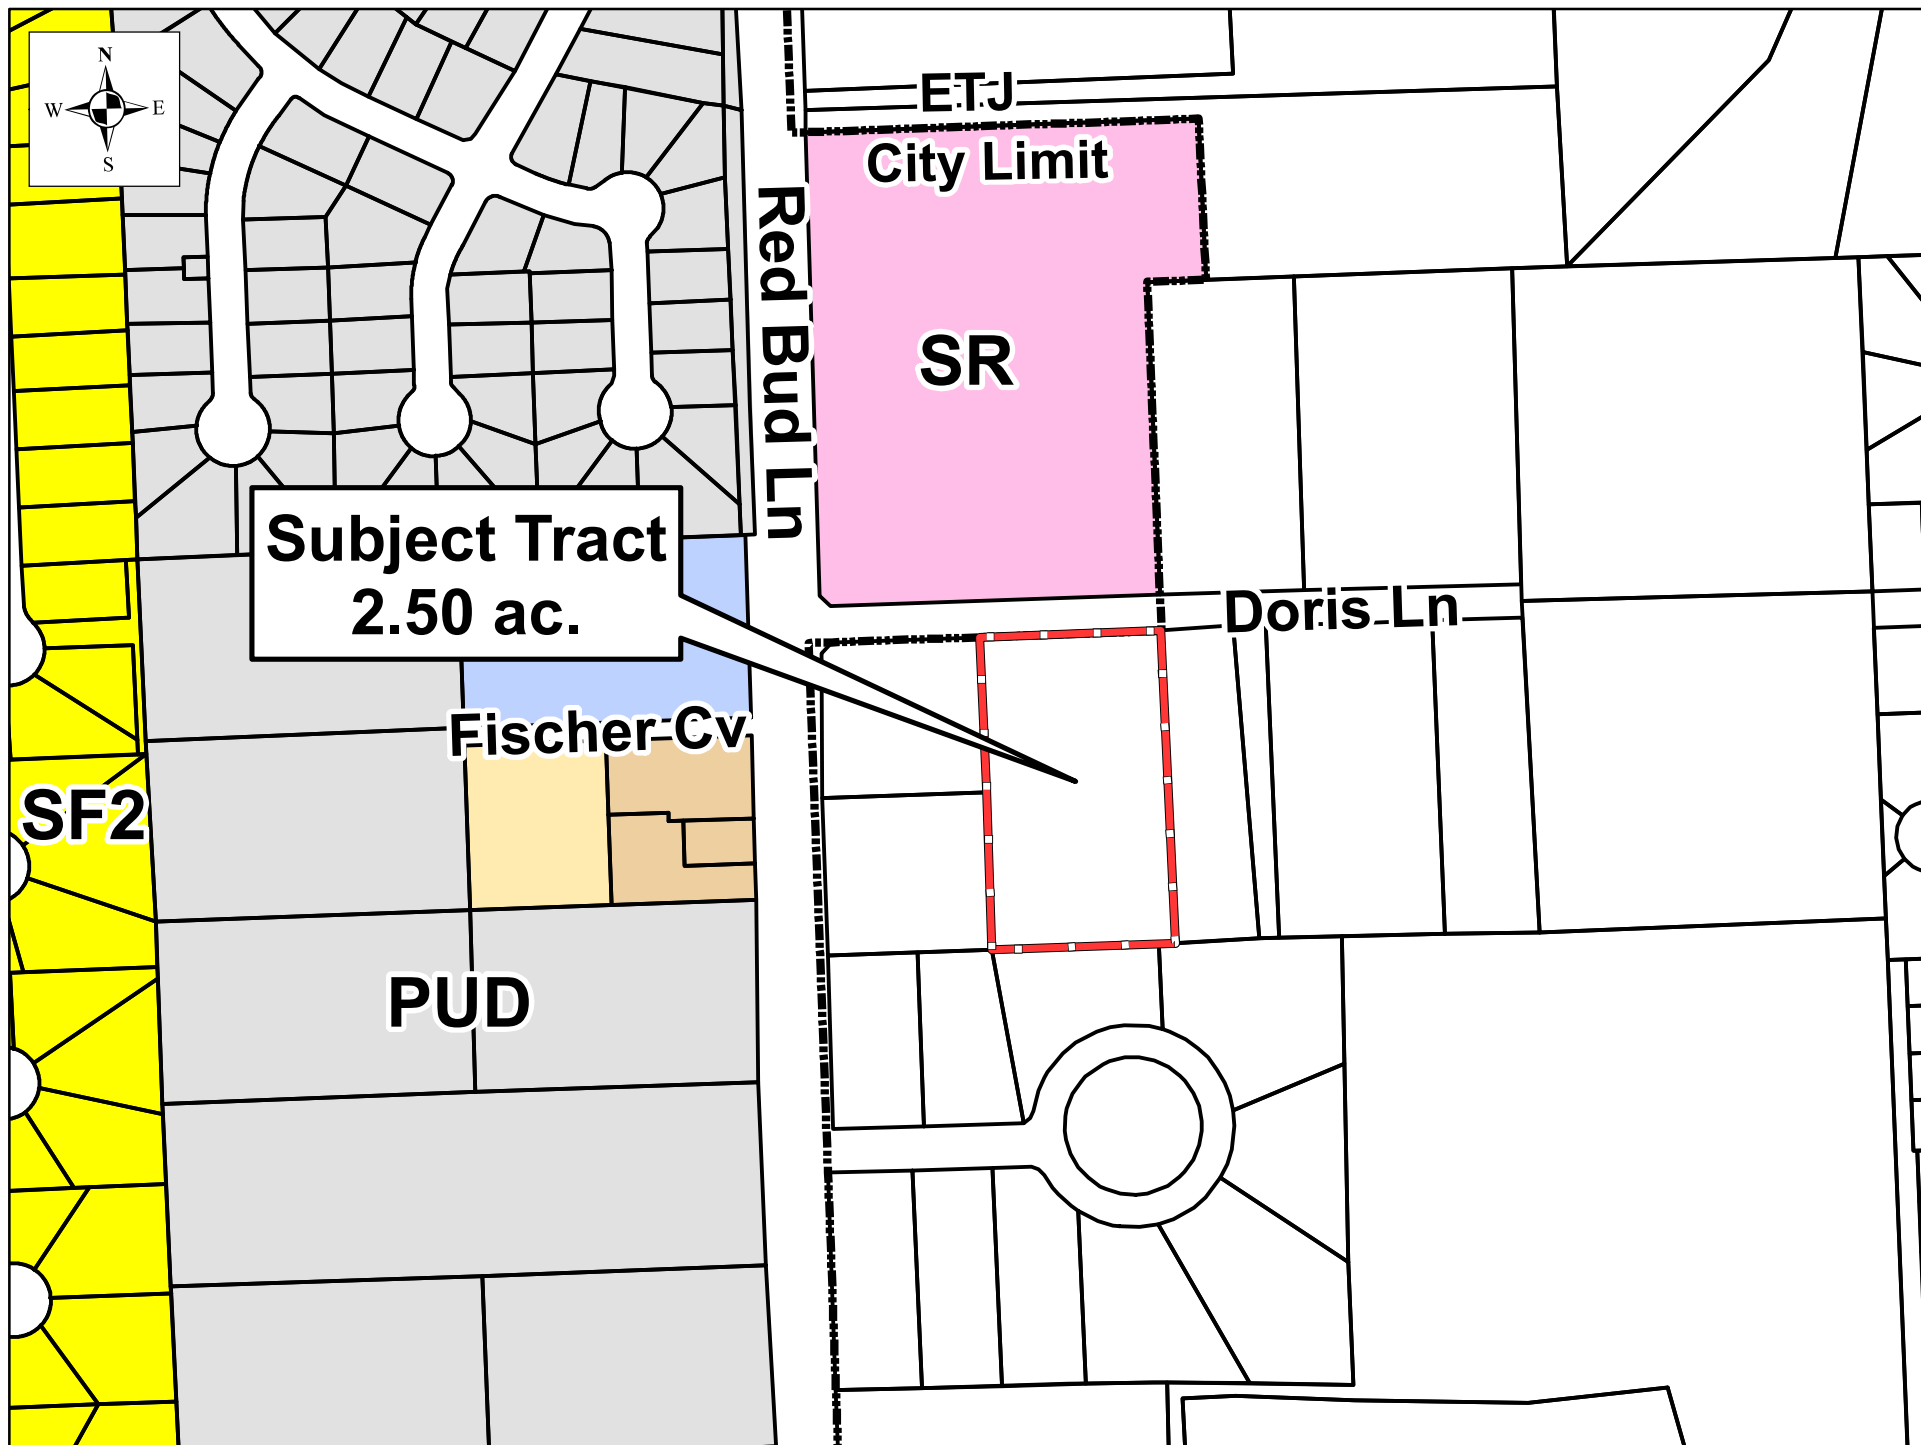 N
W E
S
ETJ
City Limit
Red Bud Ln
SR
Subject Tract
2.50 ac.
Doris Ln
Fischer Cv
SF2
PUD